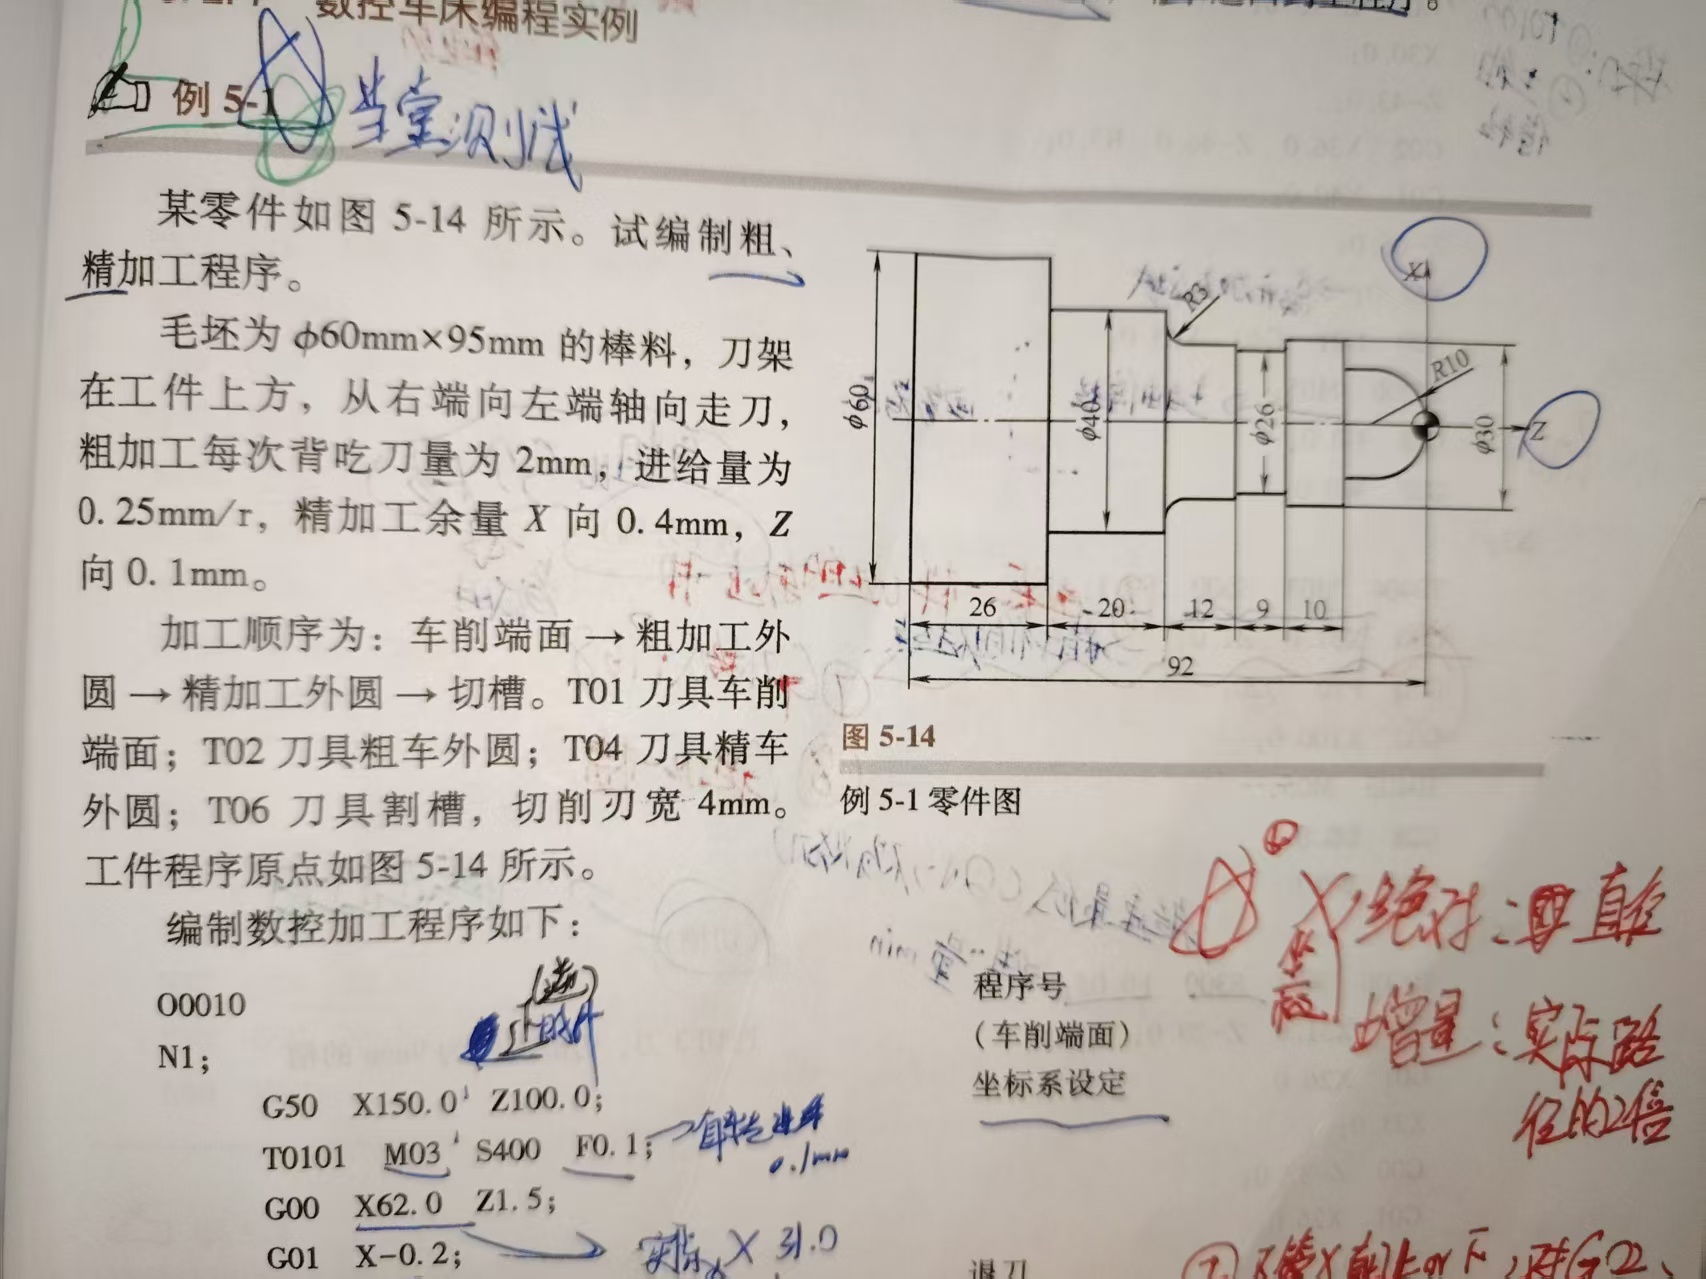 数控车床编程实例
例 5-1 当堂测试
某零件如图 5-14 所示。试编制粗、
精加工程序。
毛坯为 φ60mm×95mm 的棒料，刀架
在工件上方，从右端向左端轴向走刀，
粗加工每次背吃刀量为 2mm，进给量为
0.25mm/r，精加工余量 X 向 0.4mm，Z
向 0.1mm。
加工顺序为：车削端面 → 粗加工外
圆 → 精加工外圆 → 切槽。T01 刀具车削
端面；T02 刀具粗车外圆；T04 刀具精车
外圆；T06 刀具割槽，切削刃宽 4mm。
工件程序原点如图 5-14 所示。
编制数控加工程序如下：
X
R3
R10
φ60
φ40
φ26
φ30
Z
26 20 12 9 10
92
图 5-14
例 5-1 零件图
X 绝对：直径
坐标
增量：实际路
径的2倍
O0010 程序号
N1; （车削端面）
G50 X150.0 Z100.0; 坐标系设定
T0101 M03 S400 F0.1;
0.1mm
G00 X62.0 Z1.5;
G01 X-0.2;
实际 X 31.0
退刀